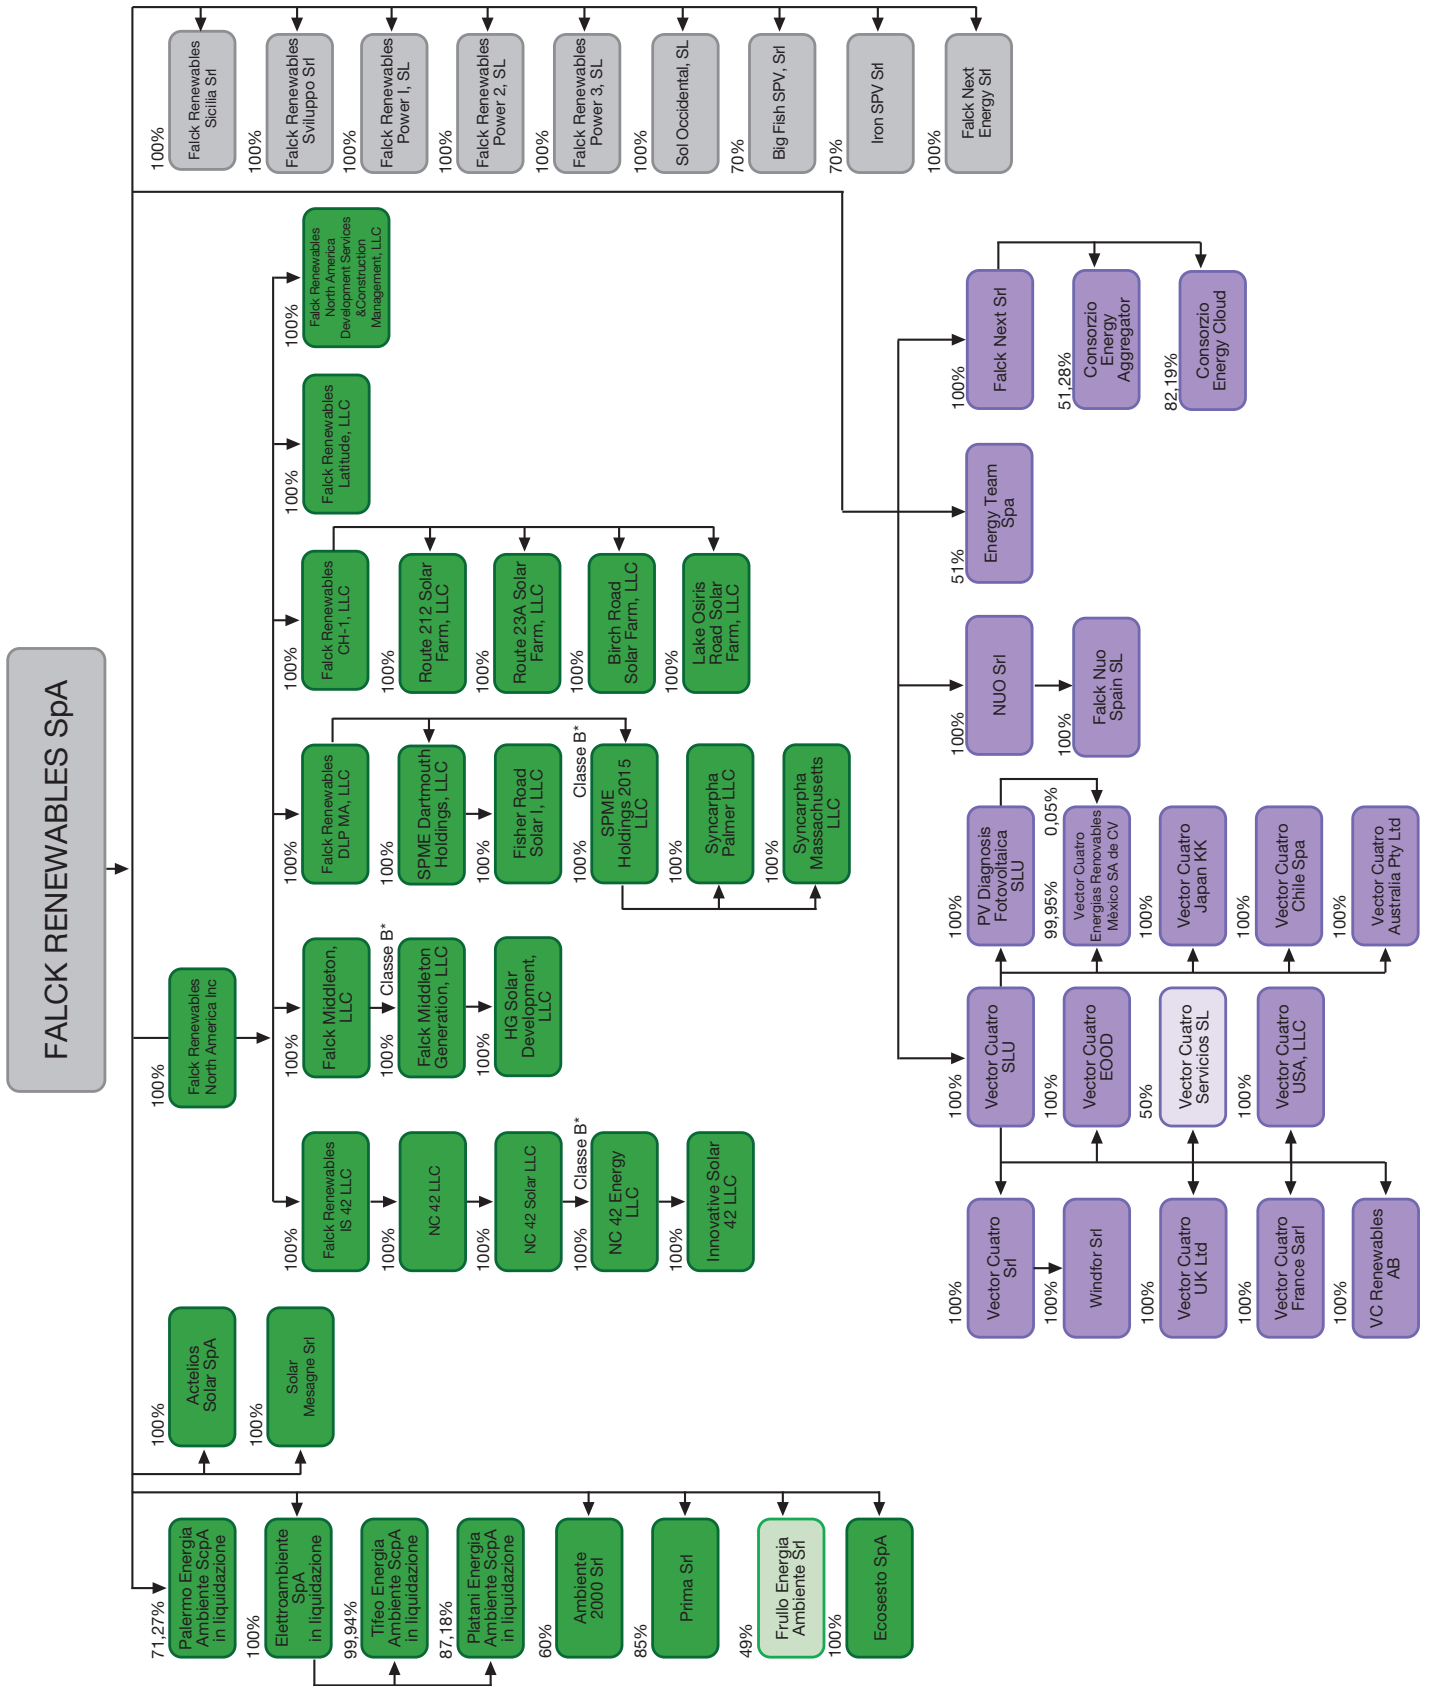 FALCK RENEWABLES SpA
71,27%
Palermo Energia
Ambiente ScpA
in liquidazione
100%
Elettroambiente
SpA
in liquidazione
99,94%
Tifeo Energia
Ambiente ScpA
in liquidazione
87,18%
Platani Energia
Ambiente ScpA
in liquidazione
60%
Ambiente
2000 Srl
85%
Prima Srl
49%
Frullo Energia
Ambiente Srl
100%
Ecosesto SpA
100%
Actelios
Solar SpA
100%
Solar
Mesagne Srl
100%
Falck Renewables
North America Inc
100%
Falck Renewables
IS 42 LLC
100%
NC 42 LLC
100%
NC 42 Solar LLC
100%
Classe B*
NC 42 Energy
LLC
100%
Innovative Solar
42 LLC
100%
Falck Middleton,
LLC
100%
Classe B*
Falck Middleton
Generation, LLC
100%
HG Solar
Development,
LLC
100%
Falck Renewables
DLP MA, LLC
100%
SPME Dartmouth
Holdings, LLC
100%
Fisher Road
Solar I, LLC
100%
Classe B*
SPME
Holdings 2015
LLC
100%
Syncarpha
Palmer LLC
100%
Syncarpha
Massachusetts
LLC
100%
Falck Renewables
CH-1, LLC
100%
Route 212 Solar
Farm, LLC
100%
Route 23A Solar
Farm, LLC
100%
Birch Road
Solar Farm, LLC
100%
Lake Osiris
Road Solar
Farm, LLC
100%
Falck Renewables
Latitude, LLC
100%
Falck Renewables
North America
Development Services
&Construction
Management, LLC
100%
Falck Renewables
Sicilia Srl
100%
Falck Renewables
Sviluppo Srl
100%
Falck Renewables
Power I, SL
100%
Falck Renewables
Power 2, SL
100%
Falck Renewables
Power 3, SL
100%
Sol Occidental, SL
70%
Big Fish SPV, Srl
70%
Iron SPV Srl
100%
Falck Next
Energy Srl
100%
Vector Cuatro
Srl
100%
Windfor Srl
100%
Vector Cuatro
UK Ltd
100%
Vector Cuatro
France Sarl
100%
VC Renewables
AB
100%
Vector Cuatro
SLU
100%
Vector Cuatro
EOOD
50%
Vector Cuatro
Servicios SL
100%
Vector Cuatro
USA, LLC
100%
PV Diagnosis
Fotovoltaica
SLU
99,95%
0,05%
Vector Cuatro
Energias Renovables
México SA de CV
100%
Vector Cuatro
Japan KK
100%
Vector Cuatro
Chile Spa
100%
Vector Cuatro
Australia Pty Ltd
100%
NUO Srl
100%
Falck Nuo
Spain SL
51%
Energy Team
Spa
100%
Falck Next Srl
51,28%
Consorzio
Energy
Aggregator
82,19%
Consorzio
Energy Cloud